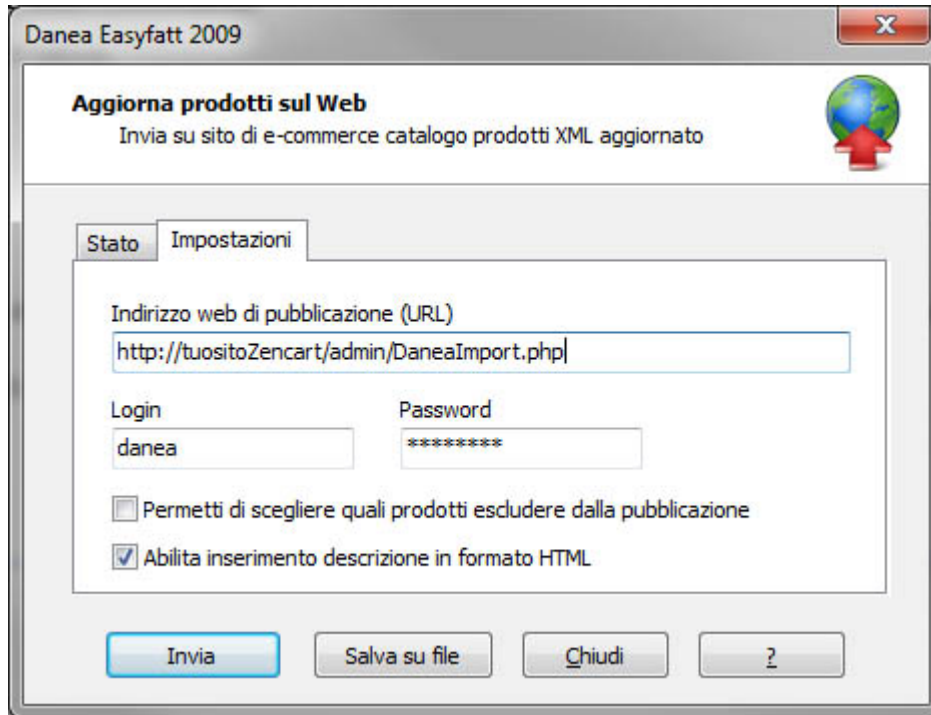 Danea Easyfatt 2009
Aggiorna prodotti sul Web
Invia su sito di e-commerce catalogo prodotti XML aggiornato
Stato
Impostazioni
Indirizzo web di pubblicazione (URL)
http://tuositoZencart/admin/DaneaImport.php
Login Password
danea ********
Permetti di scegliere quali prodotti escludere dalla pubblicazione
Abilita inserimento descrizione in formato HTML
Invia Salva su file Chiudi ?